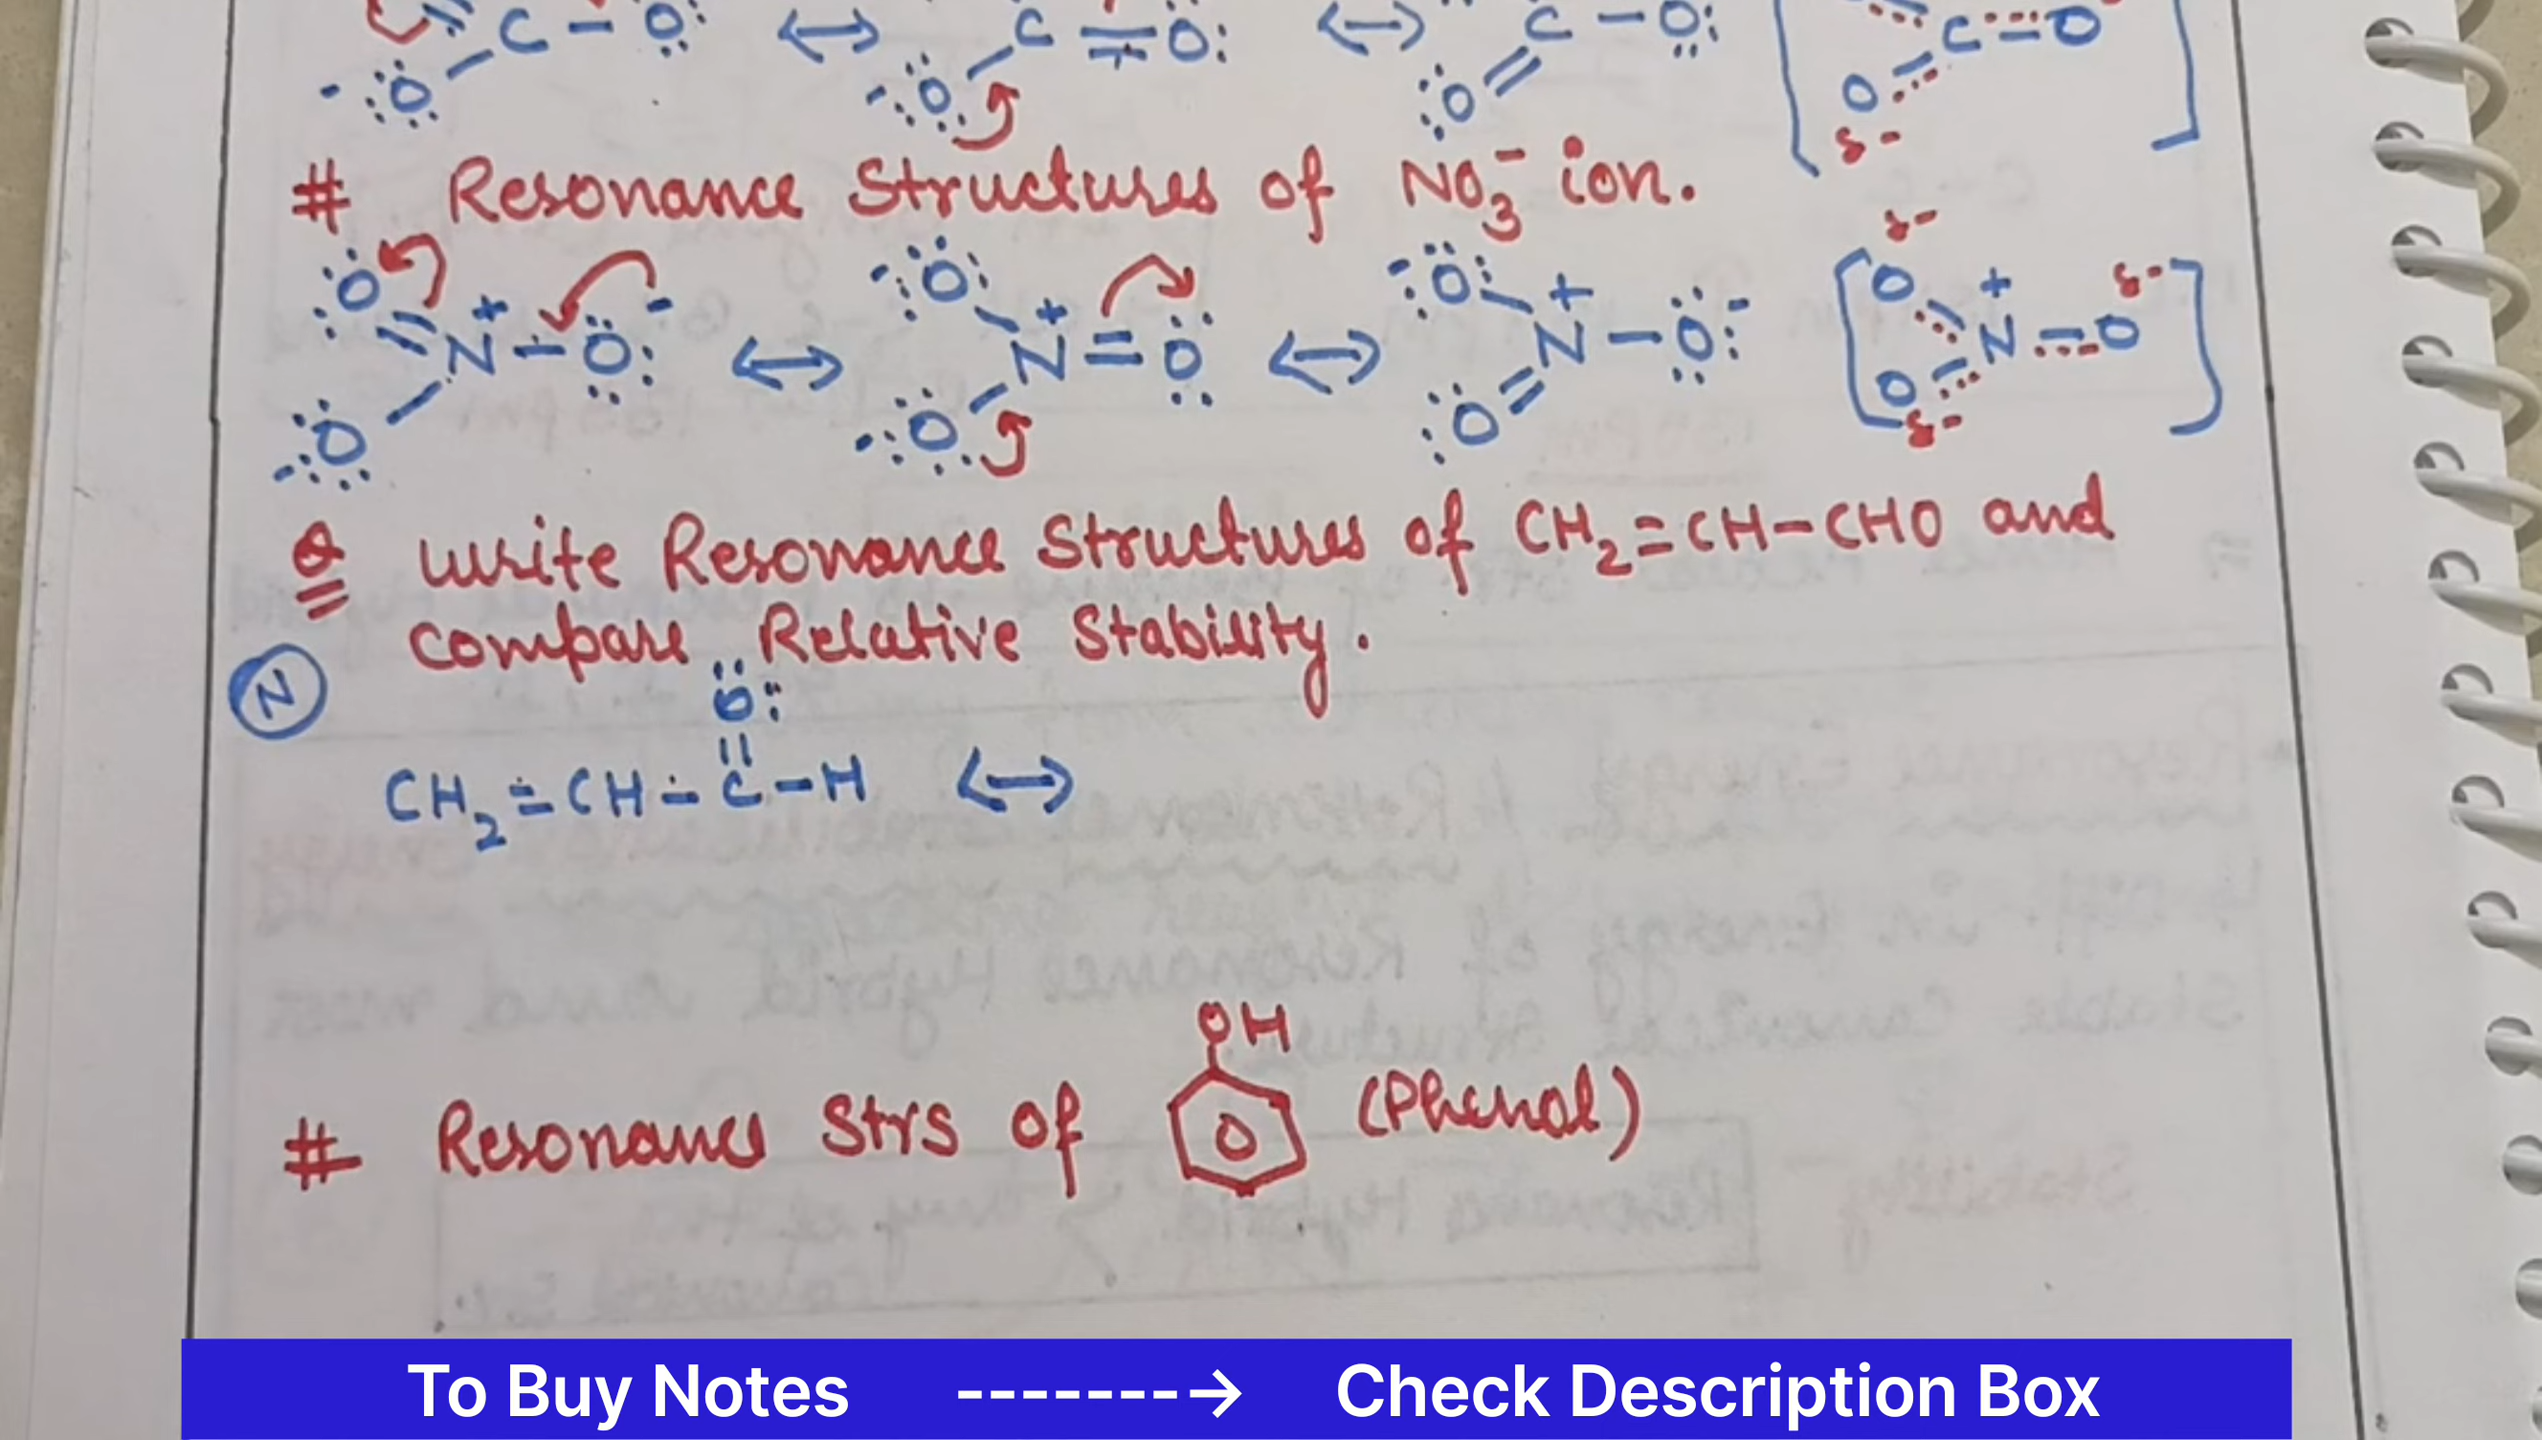 C – O: ↔ C = O: ↔ C – O: C = O
:O: :O: :O: O
δ-
# Resonance Structures of NO3- ion.
δ-
:O: :O: :O: O δ-
N+ – O:- ↔ N+ = O ↔ N+ – O:- N+ = O
:O: :O: :O: O
δ-
Q write Resonance Structures of CH2=CH-CHO and
compare Relative Stability.
N
:O:
||
CH2=CH-C-H ↔
OH
# Resonance Strs of (Phenol)
To Buy Notes -------→ Check Description Box